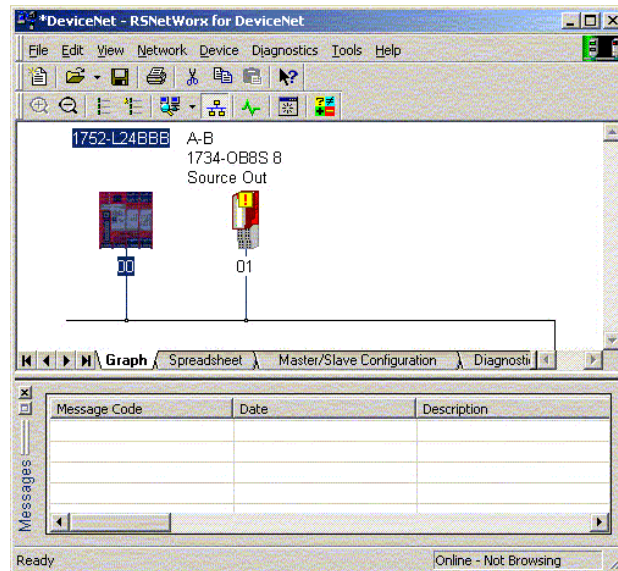 *DeviceNet - RSNetWorx for DeviceNet
File Edit View Network Device Diagnostics Tools Help
1752-L24BBB
A-B
1734-OB8S 8
Source Out
00
01
Graph Spreadsheet Master/Slave Configuration Diagnosti
Messages
Message Code Date Description
Ready Online - Not Browsing